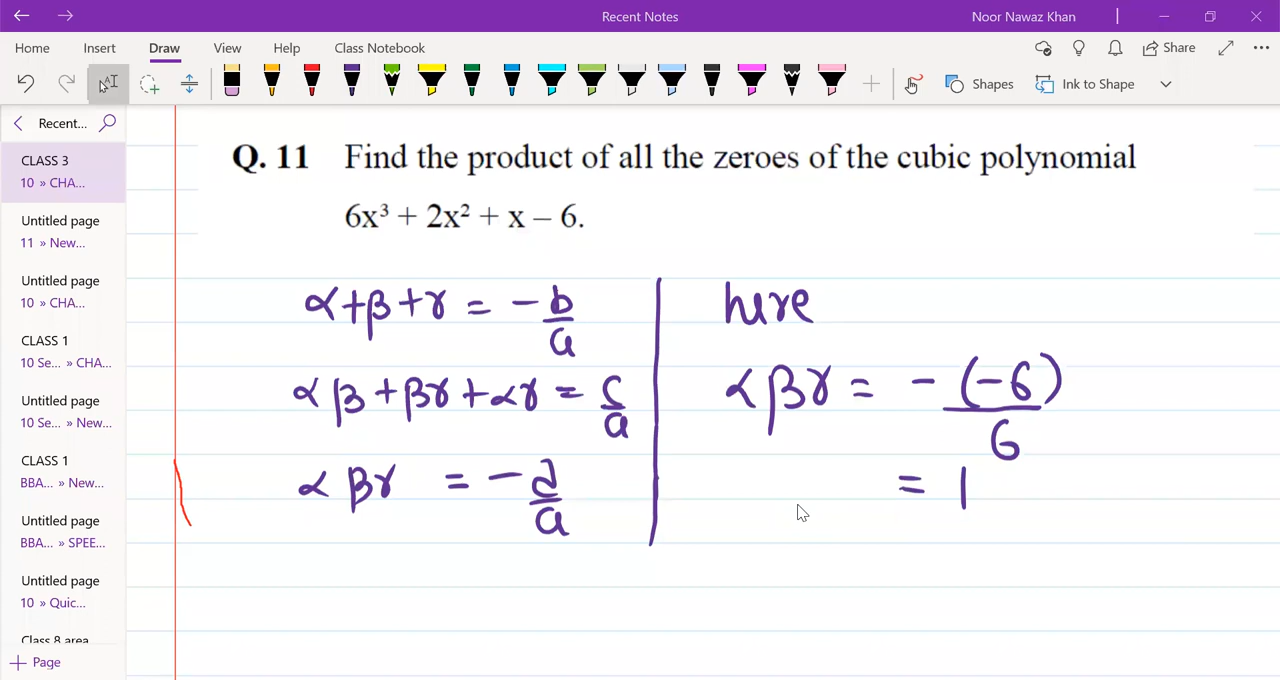 Recent Notes
Noor Nawaz Khan
Home Insert Draw View Help Class Notebook
Share
Shapes
Ink to Shape
Recent...
CLASS 3
10 » CHA...
Untitled page
11 » New...
Untitled page
10 » CHA...
CLASS 1
10 Se... » CHA...
Untitled page
10 Se... » New...
CLASS 1
BBA... » New...
Untitled page
BBA... » SPEE...
Untitled page
10 » Quic...
Class 8 area
Page
Q. 11 Find the product of all the zeroes of the cubic polynomial
6x³ + 2x² + x – 6.
α+β+γ = -b/a
αβ+βγ+αγ = c/a
αβγ = -d/a
here
αβγ = -(-6)/6
= 1